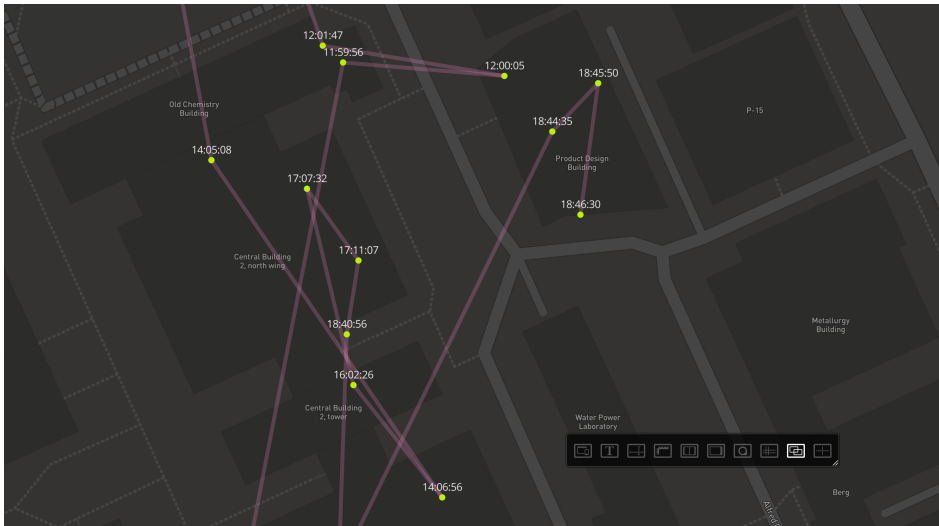 12:01:47
11:59:56
12:00:05
18:45:50
Old Chemistry
Building
P-15
18:44:35
14:05:08
Product Design
Building
17:07:32
18:46:30
17:11:07
Central Building
2, north wing
18:40:56
Metallurgy
Building
16:02:26
Central Building
2, tower
Water Power
Laboratory
T
14:06:56
Berg